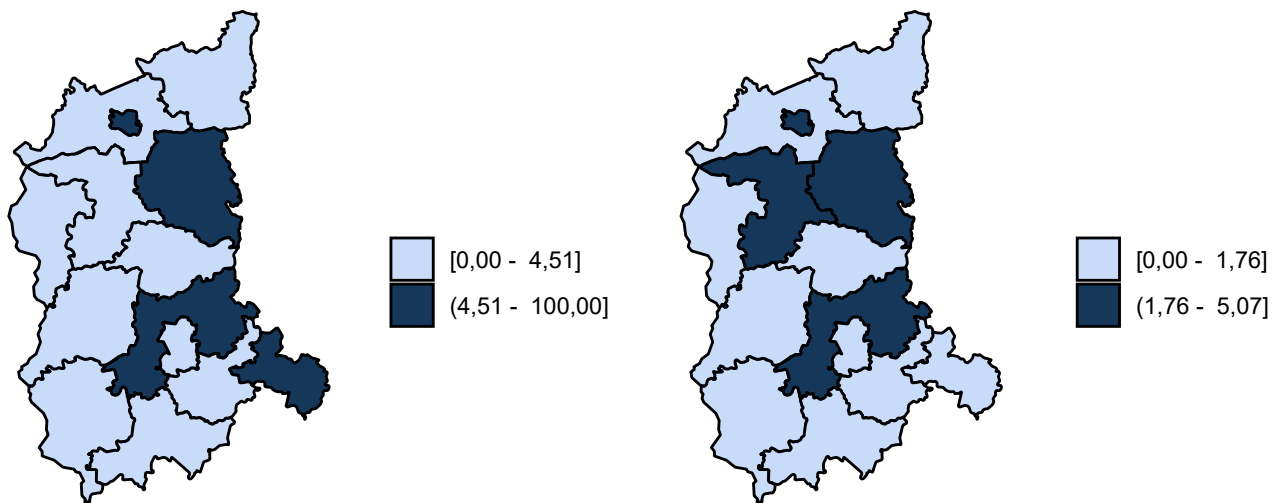 [0,00 - 4,51]
(4,51 - 100,00]
[0,00 - 1,76]
(1,76 - 5,07]